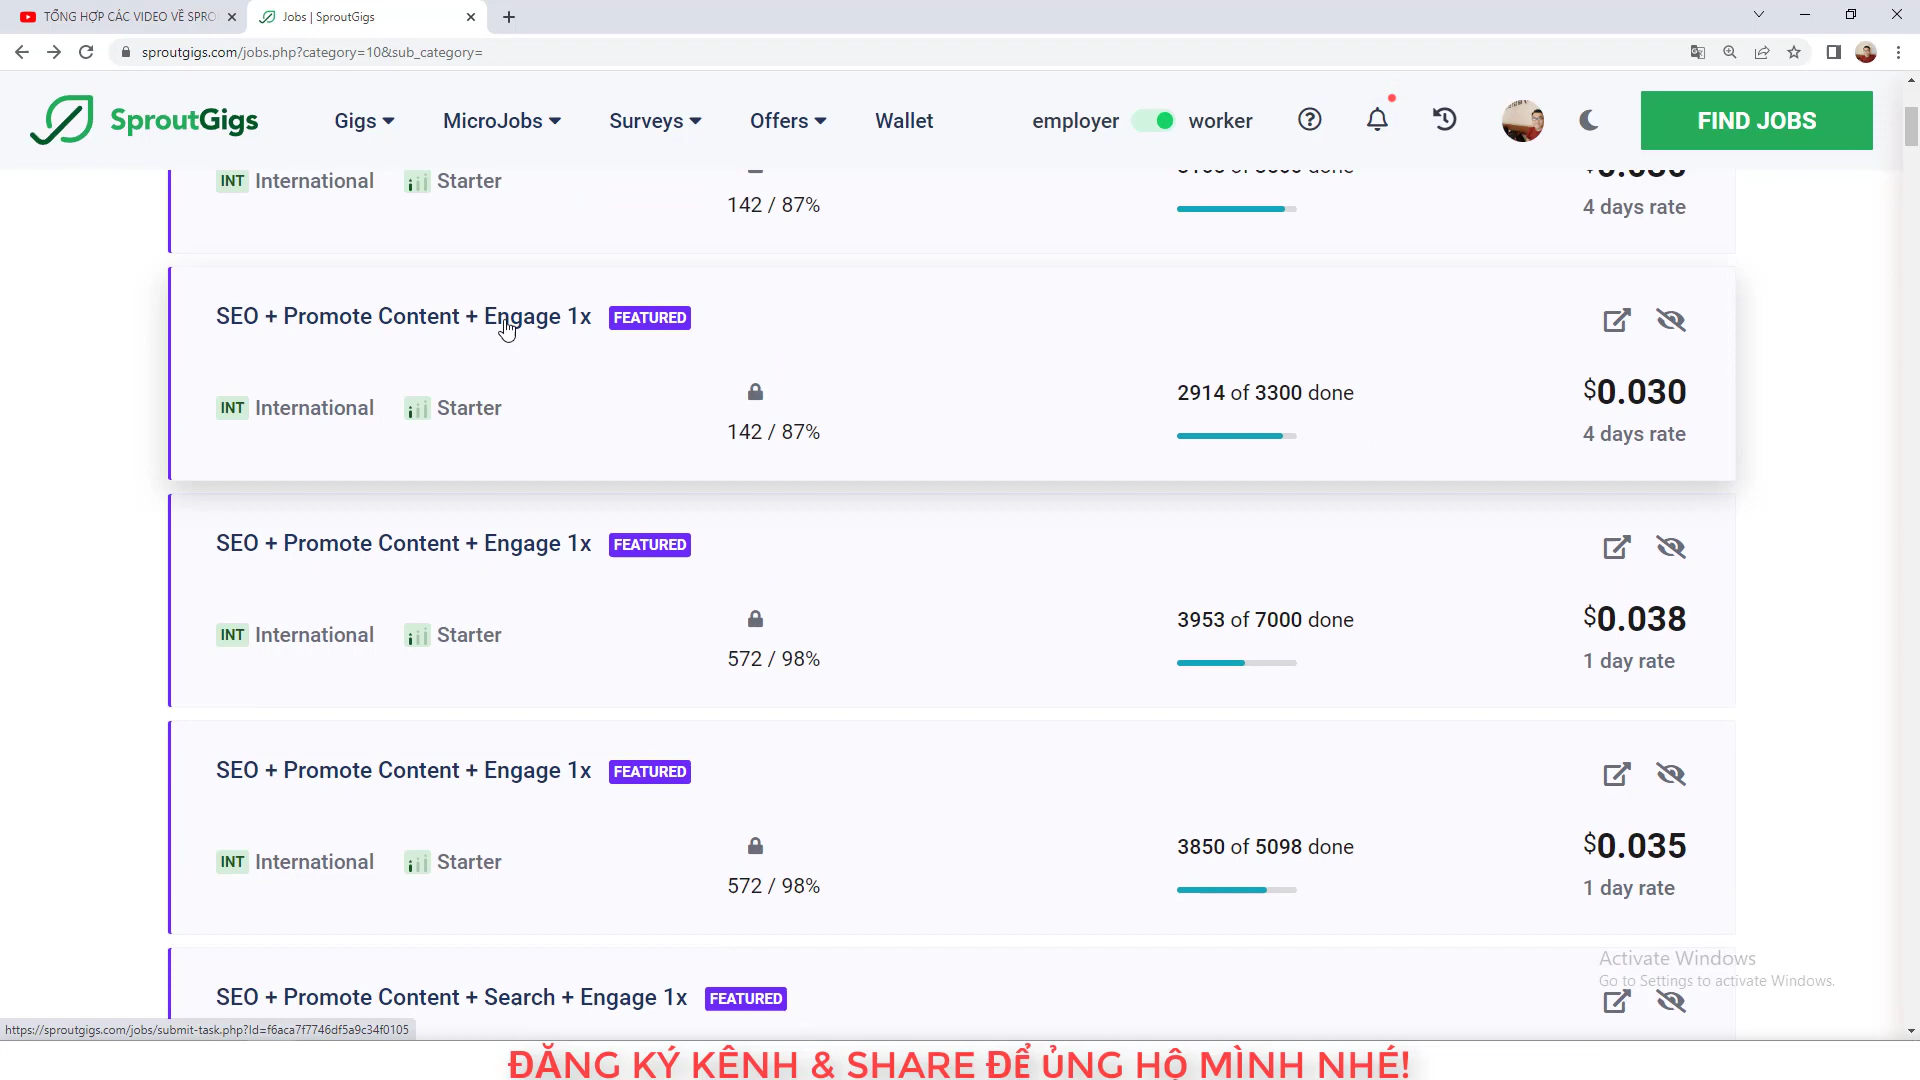 TỔNG HỢP CÁC VIDEO VỀ SPRO
Jobs | SproutGigs
sproutgigs.com/jobs.php?category=10&sub_category=
SproutGigs
Gigs
MicroJobs
Surveys
Offers
Wallet
employer
worker
FIND JOBS
INT International
Starter
142 / 87%
4 days rate
SEO + Promote Content + Engage 1x FEATURED
INT International
Starter
142 / 87%
2914 of 3300 done
$0.030
4 days rate
SEO + Promote Content + Engage 1x FEATURED
INT International
Starter
572 / 98%
3953 of 7000 done
$0.038
1 day rate
SEO + Promote Content + Engage 1x FEATURED
INT International
Starter
572 / 98%
3850 of 5098 done
$0.035
1 day rate
Activate Windows
Go to Settings to activate Windows.
SEO + Promote Content + Search + Engage 1x FEATURED
https://sproutgigs.com/jobs/submit-task.php?Id=f6aca7f7746df5a9c34f0105
ĐĂNG KÝ KÊNH & SHARE ĐỂ ỦNG HỘ MÌNH NHÉ!